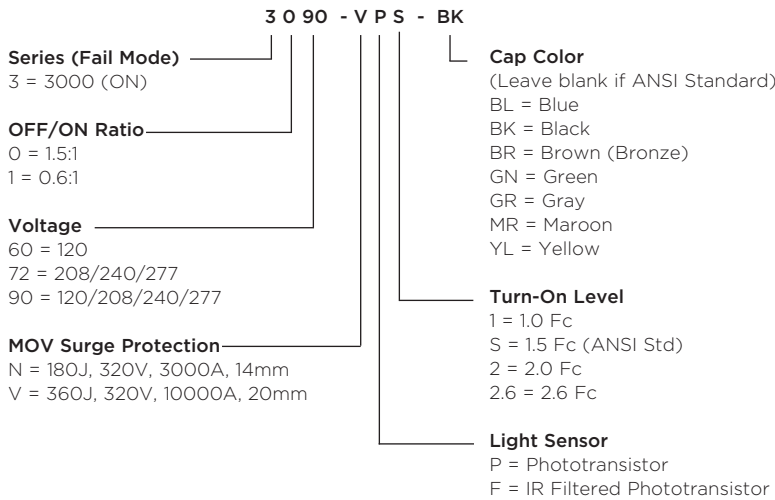 3 0 90 - V P S - BK
Series (Fail Mode)
3 = 3000 (ON)
OFF/ON Ratio
0 = 1.5:1
1 = 0.6:1
Voltage
60 = 120
72 = 208/240/277
90 = 120/208/240/277
MOV Surge Protection
N = 180J, 320V, 3000A, 14mm
V = 360J, 320V, 10000A, 20mm
Cap Color
(Leave blank if ANSI Standard)
BL = Blue
BK = Black
BR = Brown (Bronze)
GN = Green
GR = Gray
MR = Maroon
YL = Yellow
Turn-On Level
1 = 1.0 Fc
S = 1.5 Fc (ANSI Std)
2 = 2.0 Fc
2.6 = 2.6 Fc
Light Sensor
P = Phototransistor
F = IR Filtered Phototransistor